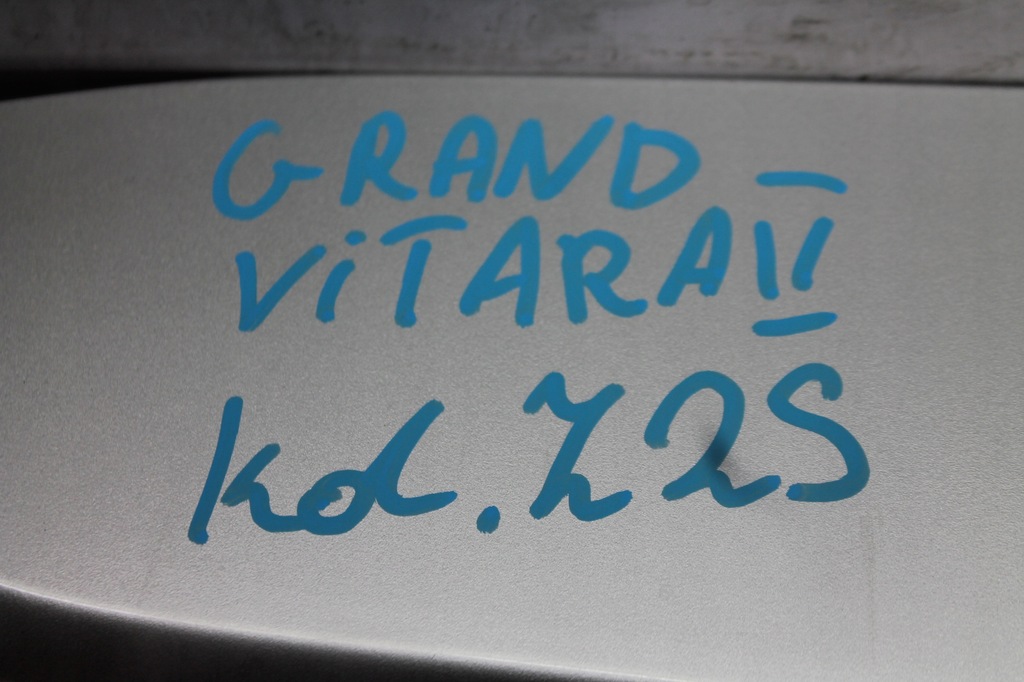 GRAND
ViTARA II
kol. Z2S